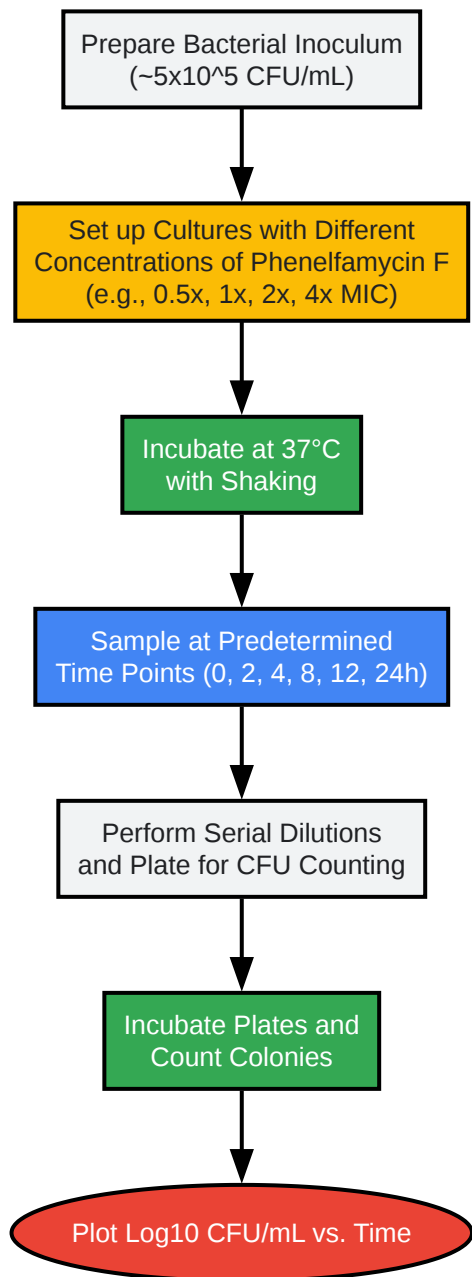 Prepare Bacterial Inoculum
(~5x10^5 CFU/mL)
Set up Cultures with Different
Concentrations of Phenelfamycin F
(e.g., 0.5x, 1x, 2x, 4x MIC)
Incubate at 37°C
with Shaking
Sample at Predetermined
Time Points (0, 2, 4, 8, 12, 24h)
Perform Serial Dilutions
and Plate for CFU Counting
Incubate Plates and
Count Colonies
Plot Log10 CFU/mL vs. Time